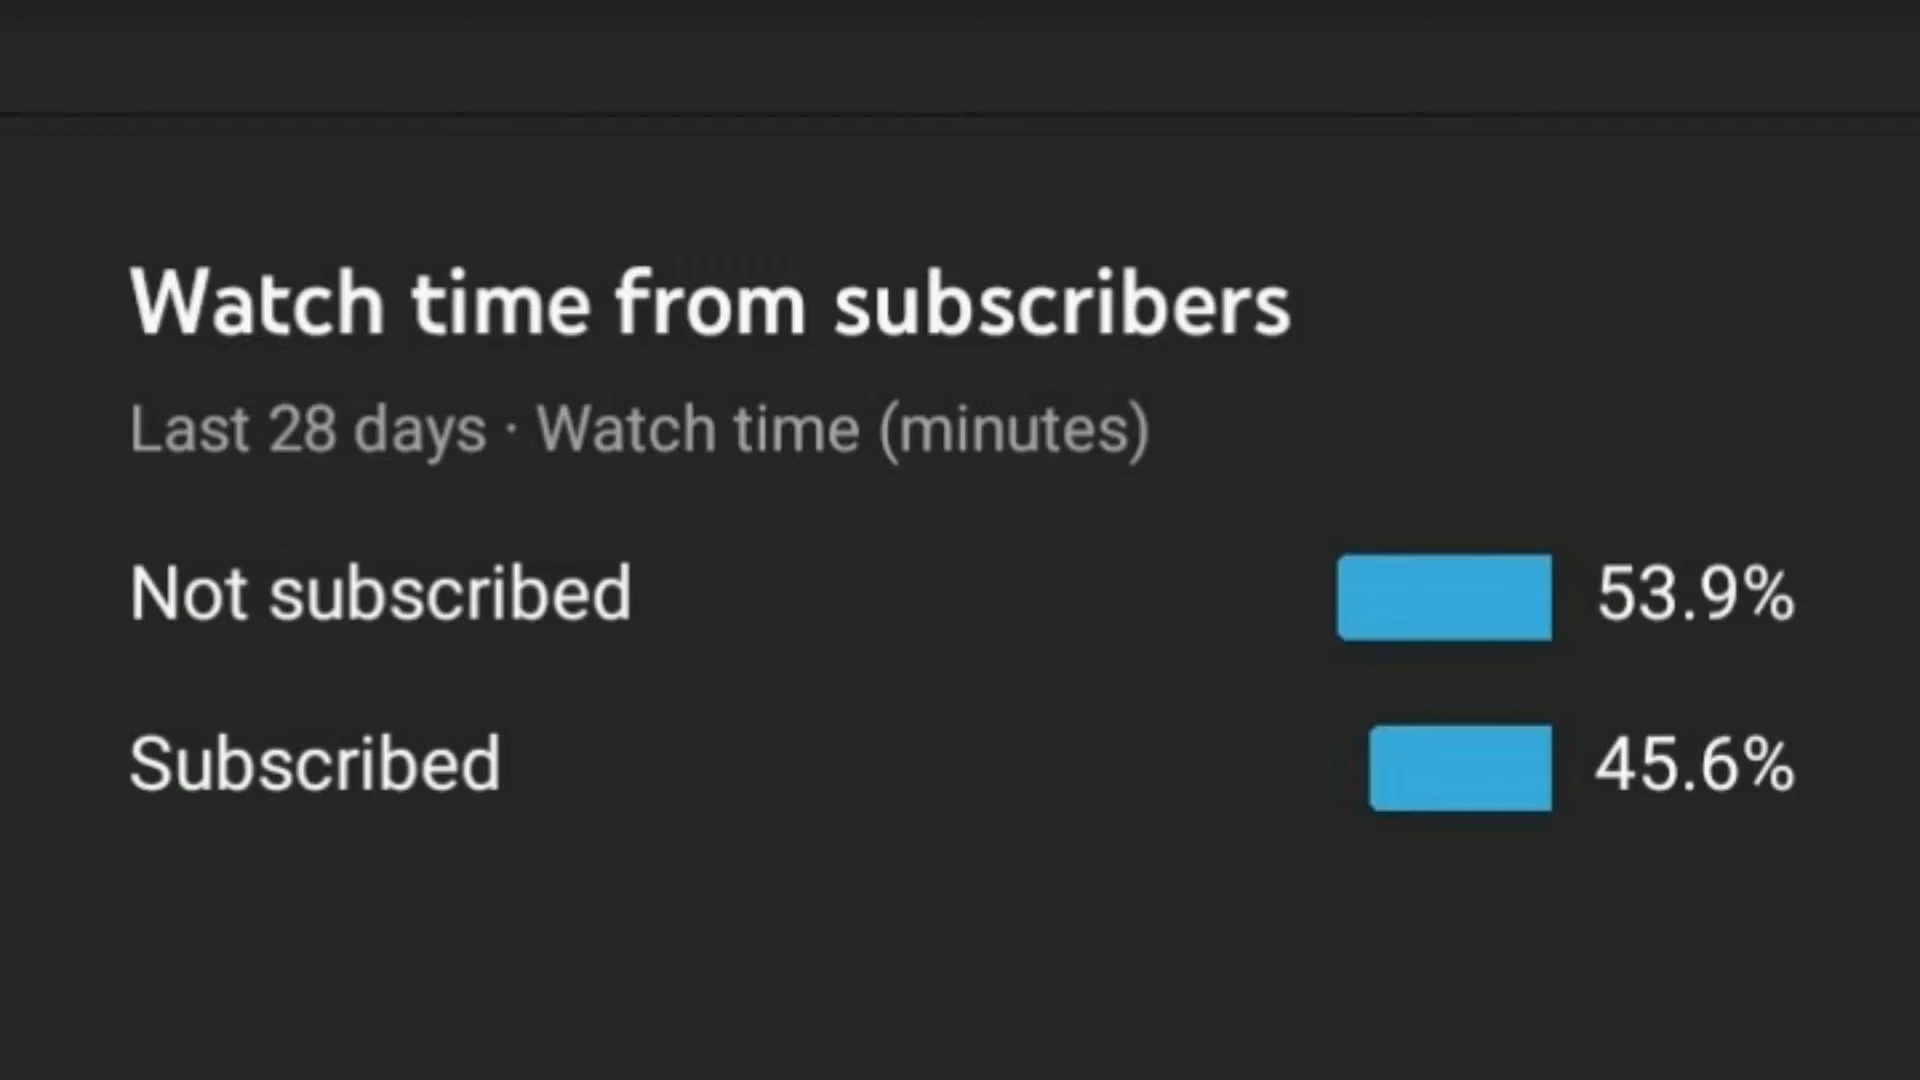 Watch time from subscribers
Last 28 days · Watch time (minutes)
Not subscribed 53.9%
Subscribed 45.6%